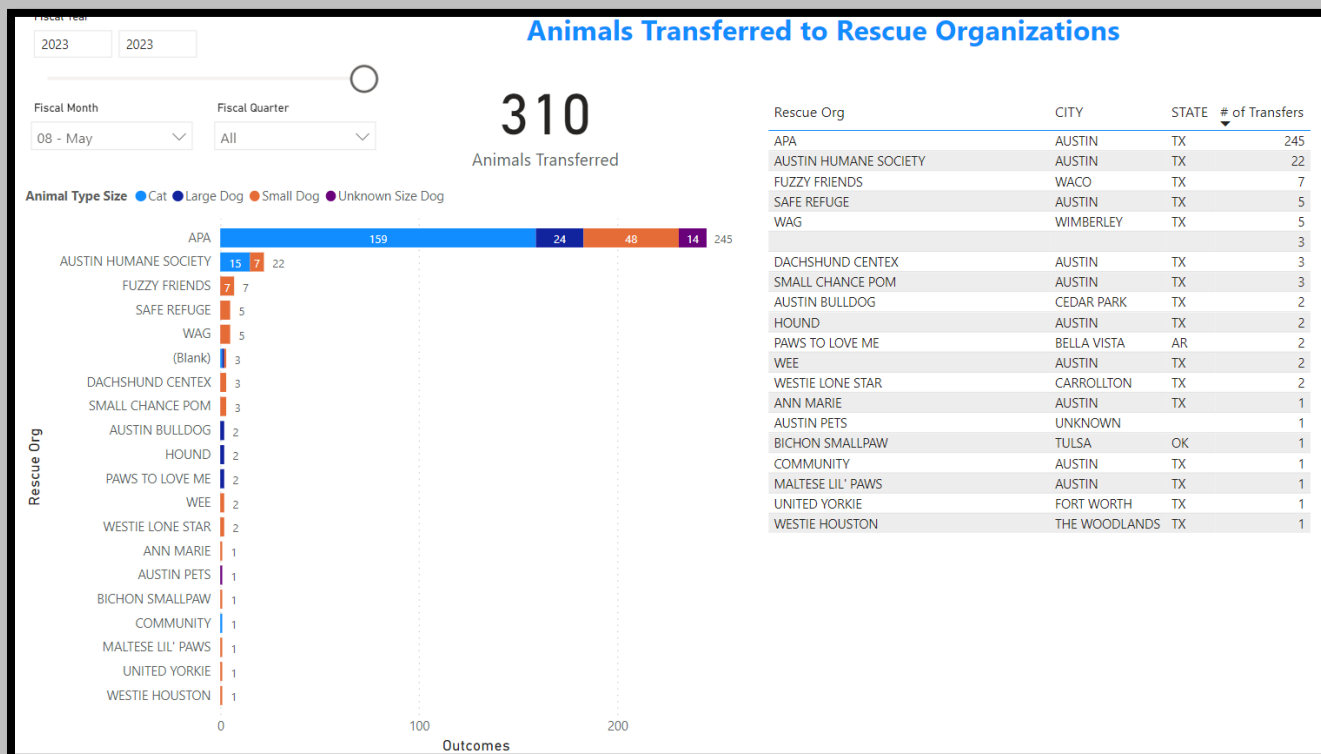 Fiscal Year
2023 2023
Animals Transferred to Rescue Organizations
Fiscal Month Fiscal Quarter
08 - May All
310
Animals Transferred
Animal Type Size Cat Large Dog Small Dog Unknown Size Dog
APA 159 24 48 14 245
AUSTIN HUMANE SOCIETY 15 7 22
FUZZY FRIENDS 7 7
SAFE REFUGE 5
WAG 5
(Blank) 3
DACHSHUND CENTEX 3
SMALL CHANCE POM 3
AUSTIN BULLDOG 2
HOUND 2
PAWS TO LOVE ME 2
WEE 2
WESTIE LONE STAR 2
ANN MARIE 1
AUSTIN PETS 1
BICHON SMALLPAW 1
COMMUNITY 1
MALTESE LIL' PAWS 1
UNITED YORKIE 1
WESTIE HOUSTON 1
Rescue Org
0 100 200
Outcomes
Rescue Org CITY STATE # of Transfers
APA AUSTIN TX 245
AUSTIN HUMANE SOCIETY AUSTIN TX 22
FUZZY FRIENDS WACO TX 7
SAFE REFUGE AUSTIN TX 5
WAG WIMBERLEY TX 5
3
DACHSHUND CENTEX AUSTIN TX 3
SMALL CHANCE POM AUSTIN TX 3
AUSTIN BULLDOG CEDAR PARK TX 2
HOUND AUSTIN TX 2
PAWS TO LOVE ME BELLA VISTA AR 2
WEE AUSTIN TX 2
WESTIE LONE STAR CARROLLTON TX 2
ANN MARIE AUSTIN TX 1
AUSTIN PETS UNKNOWN 1
BICHON SMALLPAW TULSA OK 1
COMMUNITY AUSTIN TX 1
MALTESE LIL' PAWS AUSTIN TX 1
UNITED YORKIE FORT WORTH TX 1
WESTIE HOUSTON THE WOODLANDS TX 1